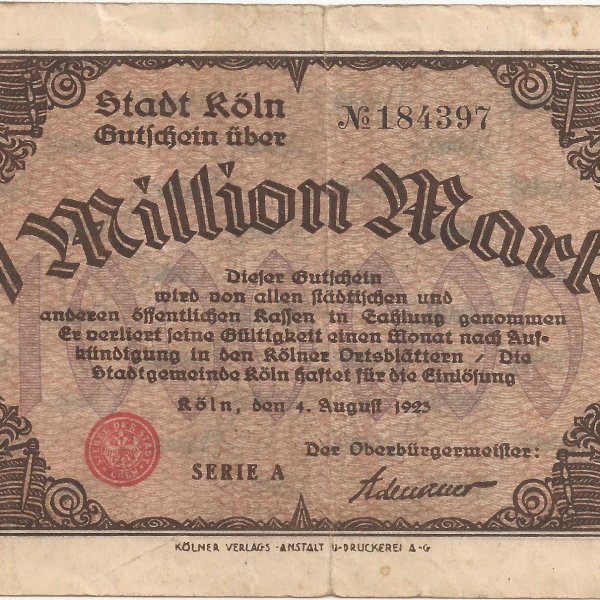 Stadt Köln
Gutschein über
№ 184397
1 Million Mark
Dieser Gutschein
wird von allen städtischen und
anderen öffentlichen Kassen in Zahlung genommen
Er verliert seine Gültigkeit einen Monat nach Auf-
kündigung in den Kölner Ortsblättern / Die
Stadtgemeinde Köln haftet für die Einlösung
Köln, den 4. August 1923
Der Oberbürgermeister:
SERIE A
Adenauer
KÖLNER VERLAGS-ANSTALT U-DRUCKEREI A-G